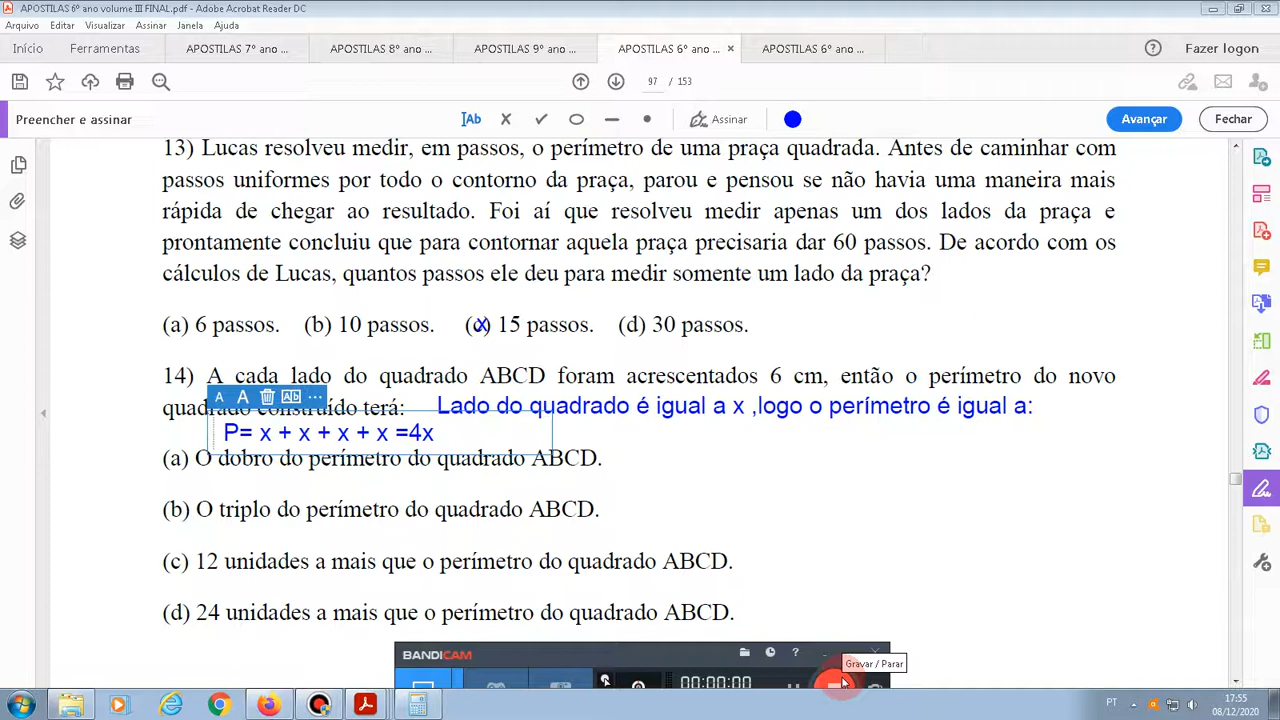 APOSTILAS 6º ano volume III FINAL.pdf - Adobe Acrobat Reader DC
Arquivo Editar Visualizar Assinar Janela Ajuda
Início Ferramentas APOSTILAS 7º ano ... APOSTILAS 8º ano ... APOSTILAS 9º ano ... APOSTILAS 6º ano ... × APOSTILAS 6º ano ... ? Fazer logon
97 / 153
Preencher e assinar Ab Assinar Avançar Fechar
13) Lucas resolveu medir, em passos, o perímetro de uma praça quadrada. Antes de caminhar com
passos uniformes por todo o contorno da praça, parou e pensou se não havia uma maneira mais
rápida de chegar ao resultado. Foi aí que resolveu medir apenas um dos lados da praça e
prontamente concluiu que para contornar aquela praça precisaria dar 60 passos. De acordo com os
cálculos de Lucas, quantos passos ele deu para medir somente um lado da praça?
(a) 6 passos. (b) 10 passos. (c) x 15 passos. (d) 30 passos.
14) A cada lado do quadrado ABCD foram acrescentados 6 cm, então o perímetro do novo
A A Ab ...
quadrado construído terá: Lado do quadrado é igual a x ,logo o perímetro é igual a:
P= x + x + x + x =4x
(a) O dobro do perímetro do quadrado ABCD.
(b) O triplo do perímetro do quadrado ABCD.
(c) 12 unidades a mais que o perímetro do quadrado ABCD.
(d) 24 unidades a mais que o perímetro do quadrado ABCD.
BANDICAM ?
Gravar / Parar
00:00:00
PT 17:55
08/12/2020